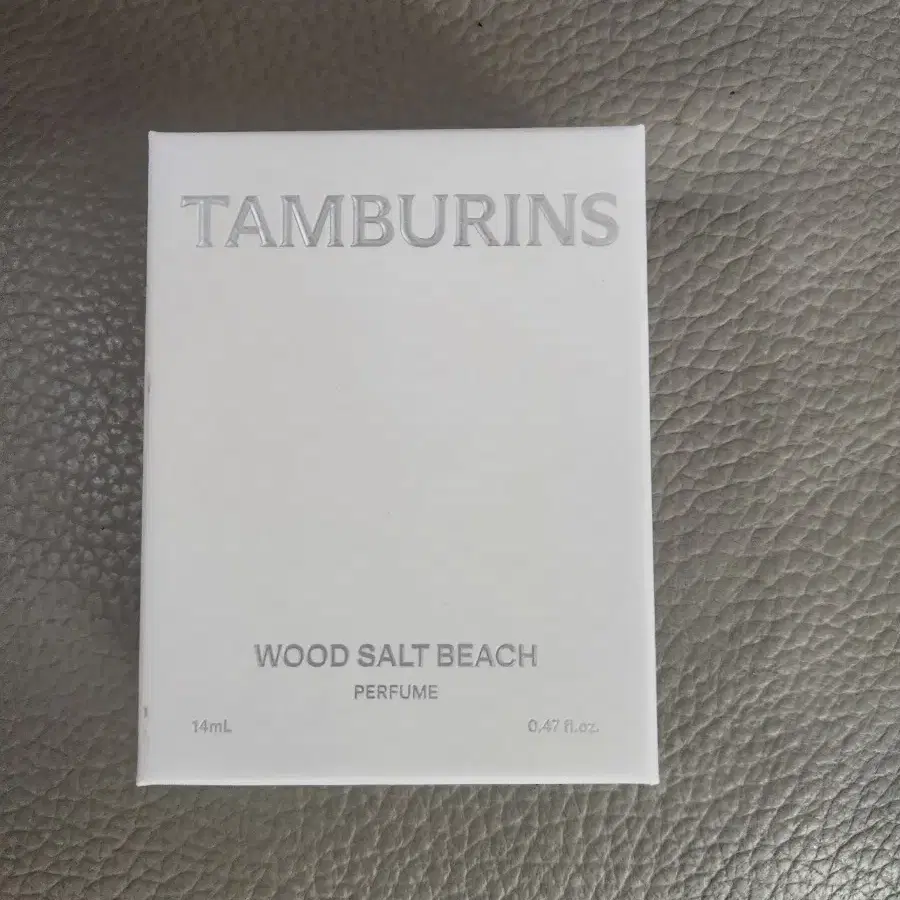 TAMBURINS
WOOD SALT BEACH
PERFUME
14mL 0.47 fl.oz.